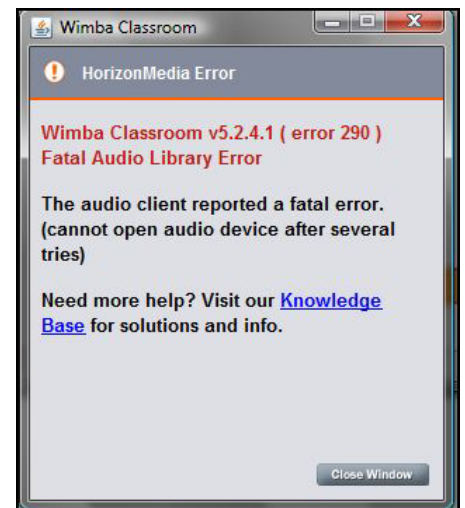 Wimba Classroom
HorizonMedia Error
Wimba Classroom v5.2.4.1 ( error 290 )
Fatal Audio Library Error
The audio client reported a fatal error.
(cannot open audio device after several
tries)
Need more help? Visit our Knowledge
Base for solutions and info.
Close Window